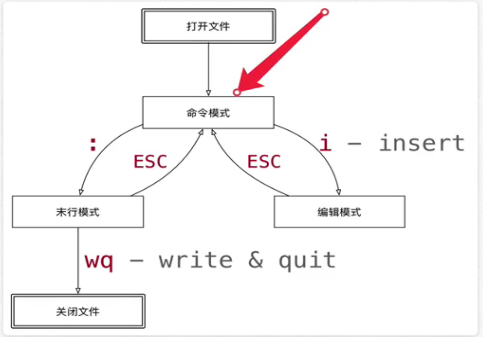 打开文件
命令模式
:
ESC
ESC
i - insert
末行模式
编辑模式
wq - write & quit
关闭文件